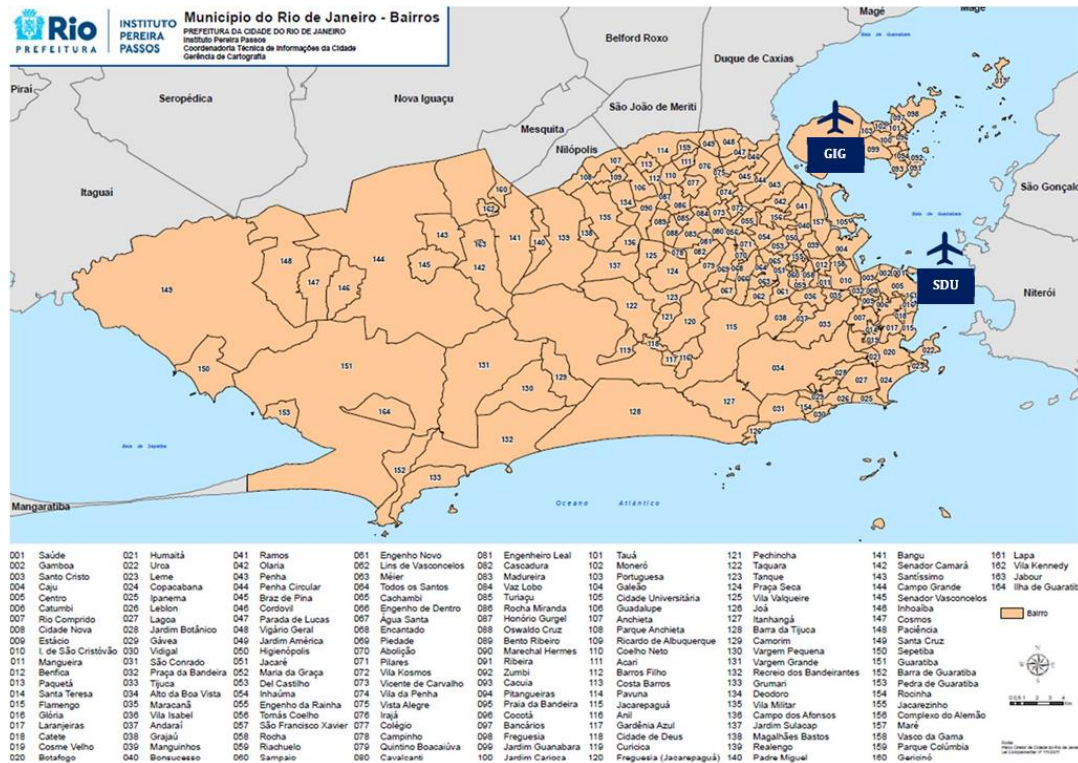 Rio
PREFEITURA
INSTITUTO
PEREIRA
PASSOS
Município do Rio de Janeiro - Bairros
PREFEITURA DA CIDADE DO RIO DE JANEIRO
Instituto Pereira Passos
Coordenadoria Técnica de Informações da Cidade
Gerência de Cartografia
Magé
Magé
Belford Roxo
Duque de Caxias
Piraí
Seropédica
Nova Iguaçu
São João de Meriti
Mesquita
Nilópolis
GIG
Itaguaí
São Gonçalo
SDU
Niterói
Mangaratiba
Oceano Atlântico
001 Saúde
002 Gamboa
003 Santo Cristo
004 Caju
005 Centro
006 Catumbi
007 Rio Comprido
008 Cidade Nova
009 Estácio
010 I. de São Cristóvão
011 Mangueira
012 Benfica
013 Paquetá
014 Santa Teresa
015 Flamengo
016 Glória
017 Laranjeiras
018 Catete
019 Cosme Velho
020 Botafogo
021 Humaitá
022 Urca
023 Leme
024 Copacabana
025 Ipanema
026 Leblon
027 Lagoa
028 Jardim Botânico
029 Gávea
030 Vidigal
031 São Conrado
032 Praça da Bandeira
033 Tijuca
034 Alto da Boa Vista
035 Maracanã
036 Vila Isabel
037 Andaraí
038 Grajaú
039 Manguinhos
040 Bonsucesso
041 Ramos
042 Olaria
043 Penha
044 Penha Circular
045 Braz de Pina
046 Cordovil
047 Parada de Lucas
048 Vigário Geral
049 Jardim América
050 Higienópolis
051 Jacaré
052 Maria da Graça
053 Del Castilho
054 Inhaúma
055 Engenho da Rainha
056 Tomás Coelho
057 São Francisco Xavier
058 Rocha
059 Riachuelo
060 Sampaio
061 Engenho Novo
062 Lins de Vasconcelos
063 Méier
064 Todos os Santos
065 Cachambi
066 Engenho de Dentro
067 Água Santa
068 Encantado
069 Piedade
070 Abolição
071 Pilares
072 Vila Kosmos
073 Vicente de Carvalho
074 Vila da Penha
075 Vista Alegre
076 Irajá
077 Colégio
078 Campinho
079 Quintino Bocaiúva
080 Cavalcanti
081 Engenheiro Leal
082 Cascadura
083 Madureira
084 Vaz Lobo
085 Turiaçu
086 Rocha Miranda
087 Honório Gurgel
088 Oswaldo Cruz
089 Bento Ribeiro
090 Marechal Hermes
091 Ribeira
092 Zumbi
093 Cacuia
094 Pitangueiras
095 Praia da Bandeira
096 Cocotá
097 Bancários
098 Freguesia
099 Jardim Guanabara
100 Jardim Carioca
101 Tauá
102 Moneró
103 Portuguesa
104 Galeão
105 Cidade Universitária
106 Guadalupe
107 Anchieta
108 Parque Anchieta
109 Ricardo de Albuquerque
110 Coelho Neto
111 Acari
112 Barros Filho
113 Costa Barros
114 Pavuna
115 Jacarepaguá
116 Anil
117 Gardênia Azul
118 Cidade de Deus
119 Curicica
120 Freguesia (Jacarepaguá)
121 Pechincha
122 Taquara
123 Tanque
124 Praça Seca
125 Vila Valqueire
126 Joá
127 Itanhangá
128 Barra da Tijuca
129 Camorim
130 Vargem Pequena
131 Vargem Grande
132 Recreio dos Bandeirantes
133 Grumari
134 Deodoro
135 Vila Militar
136 Campo dos Afonsos
137 Jardim Sulacap
138 Magalhães Bastos
139 Realengo
140 Padre Miguel
141 Bangu
142 Senador Camará
143 Santíssimo
144 Campo Grande
145 Senador Vasconcelos
146 Inhoaíba
147 Cosmos
148 Paciência
149 Santa Cruz
150 Sepetiba
151 Guaratiba
152 Barra de Guaratiba
153 Pedra de Guaratiba
154 Rocinha
155 Jacarezinho
156 Complexo do Alemão
157 Maré
158 Vasco da Gama
159 Parque Colúmbia
160 Gericinó
161 Lapa
162 Vila Kennedy
163 Jabour
164 Ilha de Guaratib
Bairro